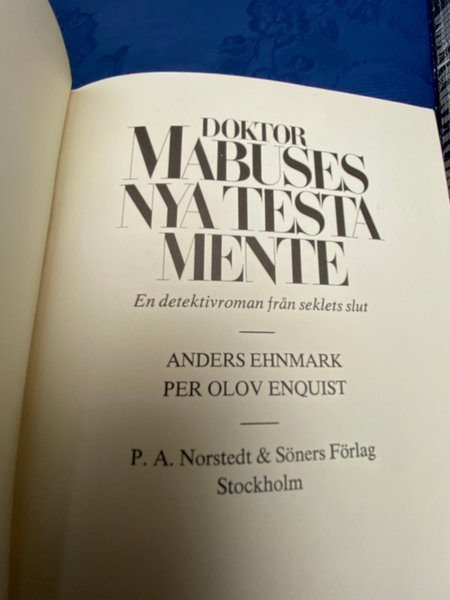 DOKTOR
MABUSES
NYA TESTA
MENTE
En detektivroman från seklets slut
ANDERS EHNMARK
PER OLOV ENQUIST
P. A. Norstedt & Söners Förlag
Stockholm